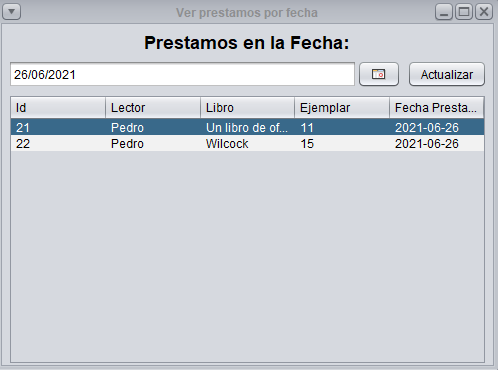 Ver prestamos por fecha
Prestamos en la Fecha:
26/06/2021 Actualizar
Id Lector Libro Ejemplar Fecha Presta...
21 Pedro Un libro de of... 11 2021-06-26
22 Pedro Wilcock 15 2021-06-26